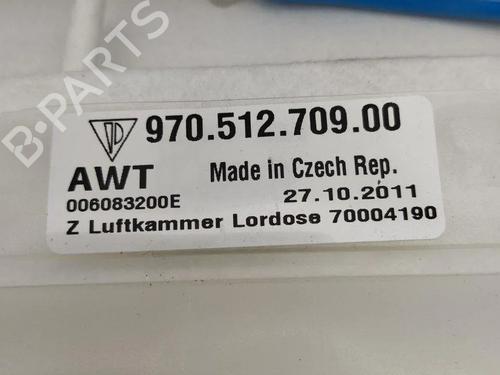 B-PARTS
970.512.709.00
AWT Made in Czech Rep.
006083200E 27.10.2011
Z Luftkammer Lordose 70004190